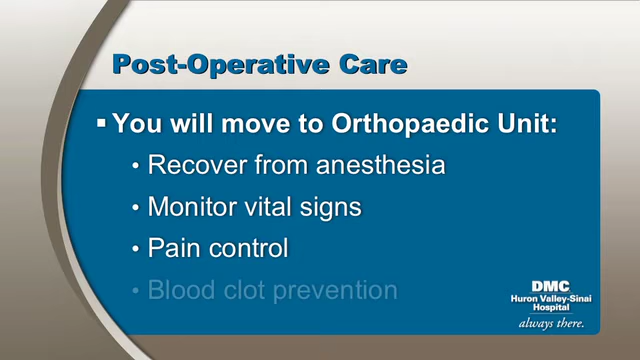 Post-Operative Care
▪ You will move to Orthopaedic Unit:
• Recover from anesthesia
• Monitor vital signs
• Pain control
• Blood clot prevention
DMC
Huron Valley-Sinai
Hospital
always there.